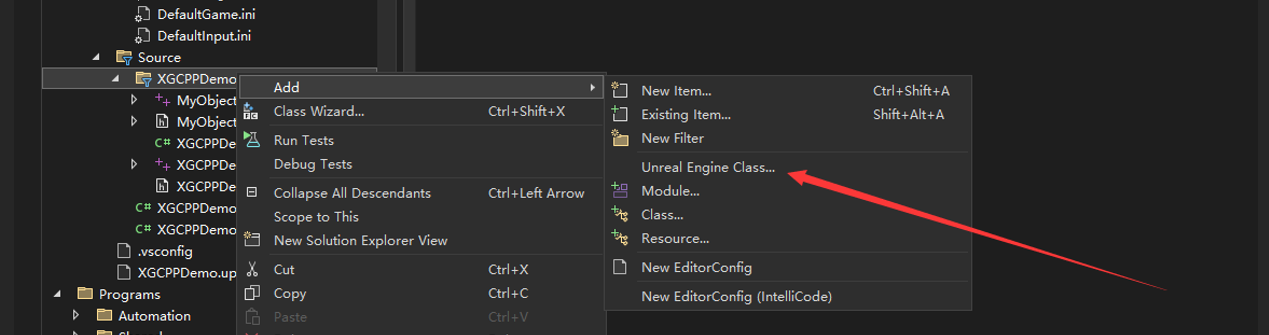 DefaultGame.ini
DefaultInput.ini
Source
XGCPPDemo
MyObject
MyObject
XGCPPDe
XGCPPDe
XGCPPDe
XGCPPDemo
XGCPPDemo
.vsconfig
XGCPPDemo.up
Programs
Automation
Add
Class Wizard... Ctrl+Shift+X
Run Tests
Debug Tests
Collapse All Descendants Ctrl+Left Arrow
Scope to This
New Solution Explorer View
Cut Ctrl+X
Copy Ctrl+C
Paste Ctrl+V
New Item... Ctrl+Shift+A
Existing Item... Shift+Alt+A
New Filter
Unreal Engine Class...
Module...
Class...
Resource...
New EditorConfig
New EditorConfig (IntelliCode)